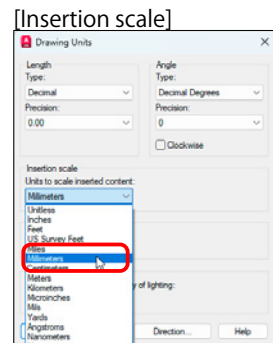 [Insertion scale]
Drawing Units
Length
Angle
Type:
Type:
Decimal
Decimal Degrees
Precision:
Precision:
0.00
0
Clockwise
Insertion scale
Units to scale inserted content:
Millimeters
Unitless
Inches
Feet
US Survey Feet
Miles
Millimeters
Centimeters
Meters
Kilometers
Microinches
Mils
Yards
Angstroms
Nanometers
y of lighting:
Direction...
Help